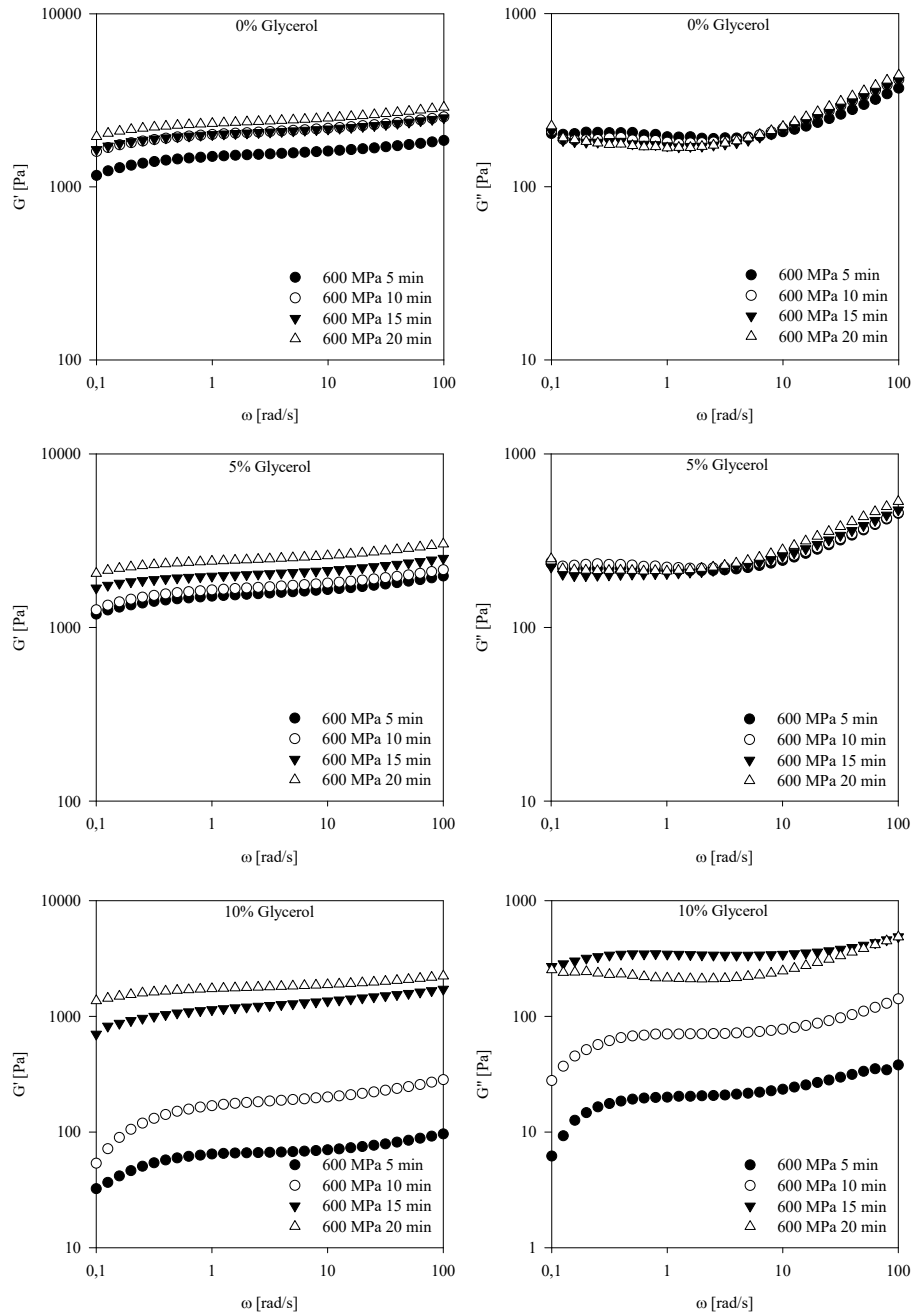 0% Glycerol
10000
1000
100
G' [Pa]
600 MPa 5 min
600 MPa 10 min
600 MPa 15 min
600 MPa 20 min
0,1
1
10
100
ω [rad/s]
0% Glycerol
1000
100
10
G'' [Pa]
600 MPa 5 min
600 MPa 10 min
600 MPa 15 min
600 MPa 20 min
0,1
1
10
100
ω [rad/s]
5% Glycerol
10000
1000
100
G' [Pa]
600 MPa 5 min
600 MPa 10 min
600 MPa 15 min
600 MPa 20 min
0,1
1
10
100
ω [rad/s]
5% Glycerol
1000
100
10
G'' [Pa]
600 MPa 5 min
600 MPa 10 min
600 MPa 15 min
600 MPa 20 min
0,1
1
10
100
ω [rad/s]
10% Glycerol
10000
1000
100
10
G' [Pa]
600 MPa 5 min
600 MPa 10 min
600 MPa 15 min
600 MPa 20 min
0,1
1
10
100
ω [rad/s]
10% Glycerol
1000
100
10
1
G'' [Pa]
600 MPa 5 min
600 MPa 10 min
600 MPa 15 min
600 MPa 20 min
0,1
1
10
100
ω [rad/s]